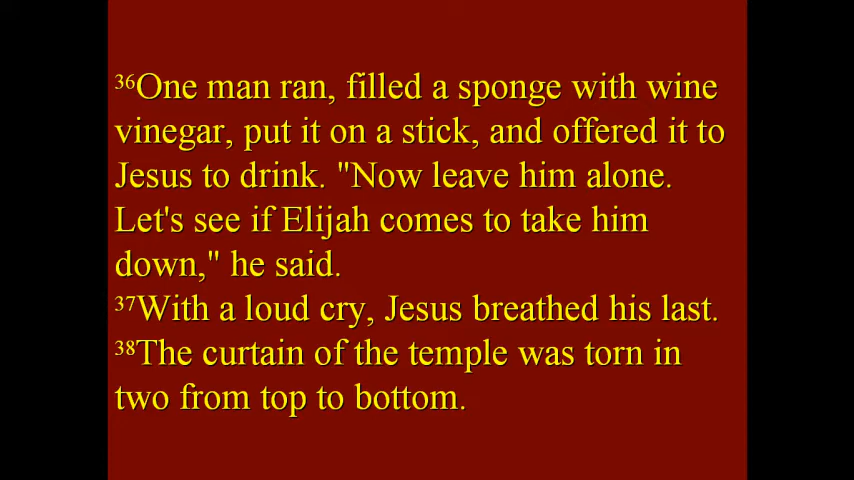 36One man ran, filled a sponge with wine
vinegar, put it on a stick, and offered it to
Jesus to drink. "Now leave him alone.
Let's see if Elijah comes to take him
down," he said.
37With a loud cry, Jesus breathed his last.
38The curtain of the temple was torn in
two from top to bottom.